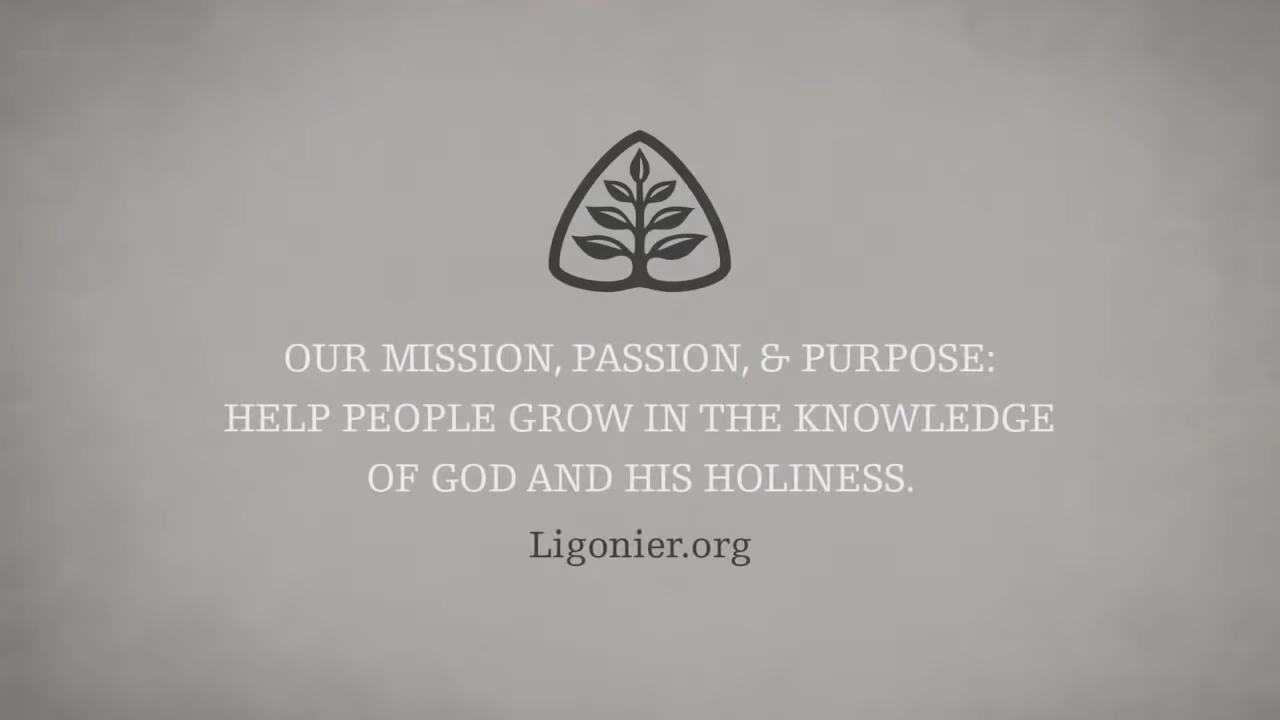 OUR MISSION, PASSION, & PURPOSE:
HELP PEOPLE GROW IN THE KNOWLEDGE
OF GOD AND HIS HOLINESS.
Ligonier.org